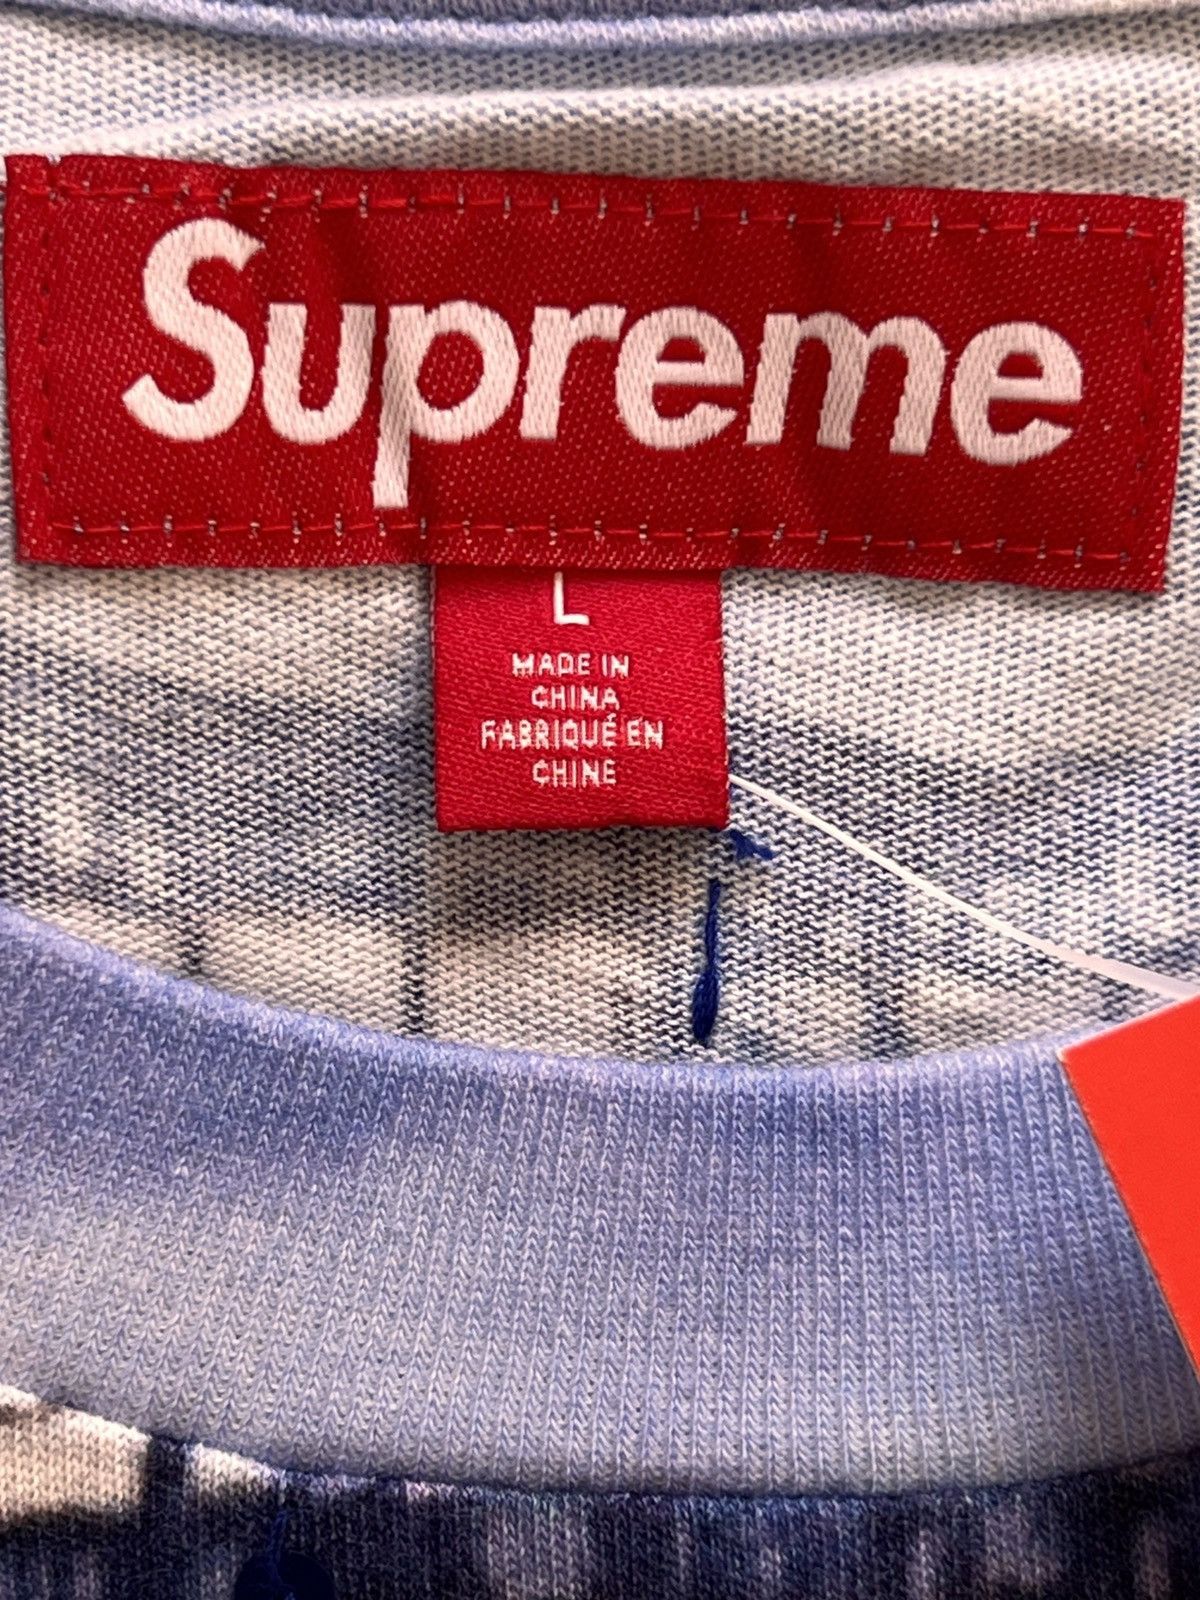 Supreme
L
MADE IN
CHINA
FABRIQUÉ EN
CHINE